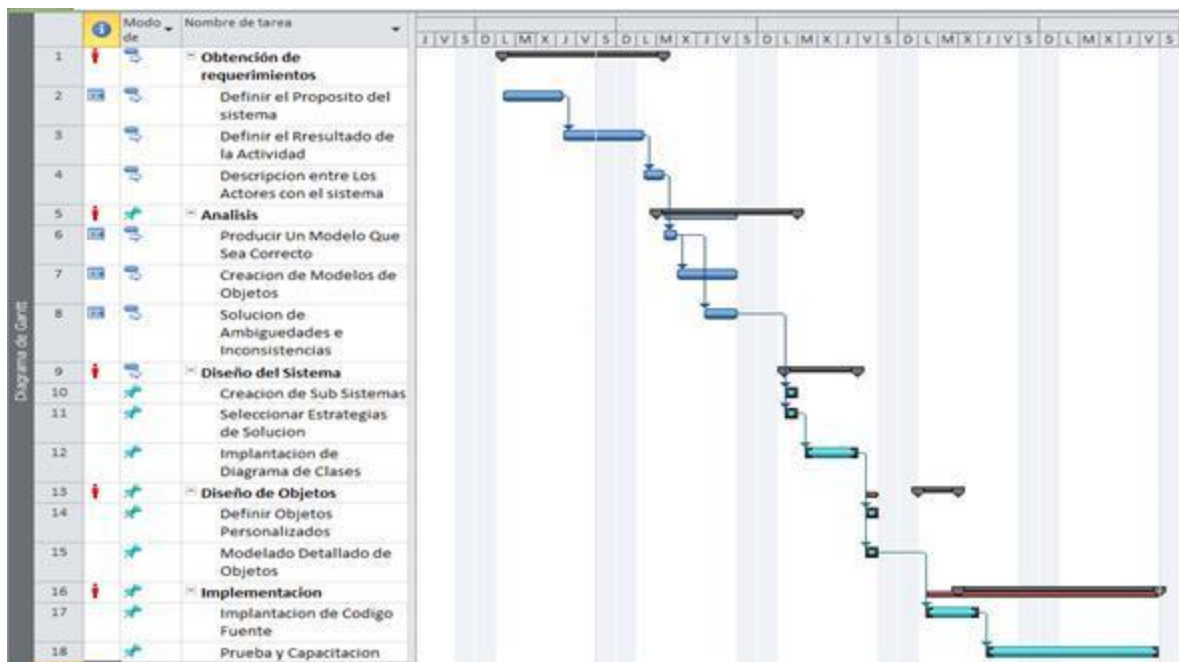 Modo de
Nombre de tarea
J V S D L M X J V S D L M X J V S D L M X J V S D L M X J V S D L M X J V S
Diagrama de Gantt
1
Obtención de
requerimientos
2
Definir el Proposito del
sistema
3
Definir el Rresultado de
la Actividad
4
Descripcion entre Los
Actores con el sistema
5
Analisis
6
Producir Un Modelo Que
Sea Correcto
7
Creacion de Modelos de
Objetos
8
Solucion de
Ambiguedades e
Inconsistencias
9
Diseño del Sistema
10
Creacion de Sub Sistemas
11
Seleccionar Estrategias
de Solucion
12
Implantacion de
Diagrama de Clases
13
Diseño de Objetos
14
Definir Objetos
Personalizados
15
Modelado Detallado de
Objetos
16
Implementacion
17
Implantacion de Codigo
Fuente
18
Prueba y Capacitacion